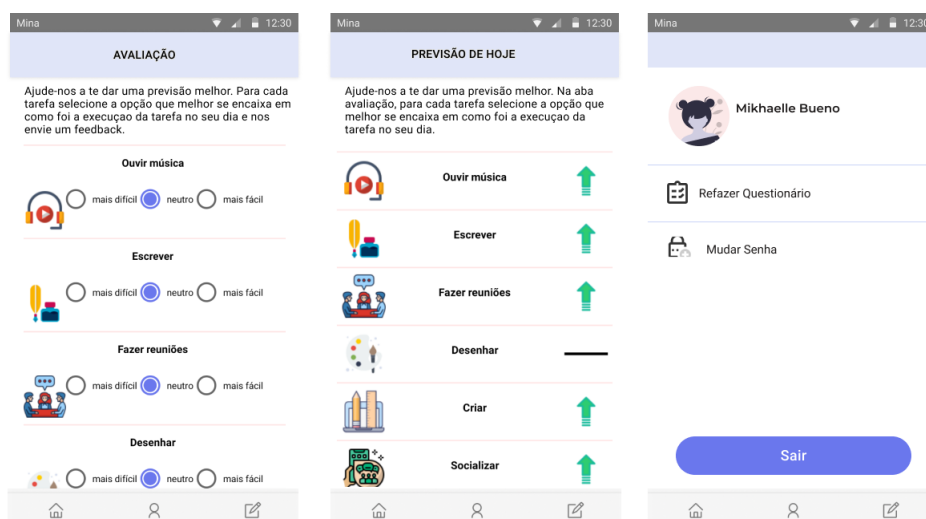 Mina 12:30
AVALIAÇÃO
Ajude-nos a te dar uma previsão melhor. Para cada
tarefa selecione a opção que melhor se encaixa em
como foi a execuçao da tarefa no seu dia e nos
envie um feedback.
Ouvir música
mais difícil neutro mais fácil
Escrever
mais difícil neutro mais fácil
Fazer reuniões
mais difícil neutro mais fácil
Desenhar
mais difícil neutro mais fácil
Mina 12:30
PREVISÃO DE HOJE
Ajude-nos a te dar uma previsão melhor. Na aba
avaliação, para cada tarefa selecione a opção que
melhor se encaixa em como foi a execuçao da
tarefa no seu dia.
Ouvir música
Escrever
Fazer reuniões
Desenhar
Criar
Socializar
Mina 12:30
Mikhaelle Bueno
Refazer Questionário
Mudar Senha
Sair